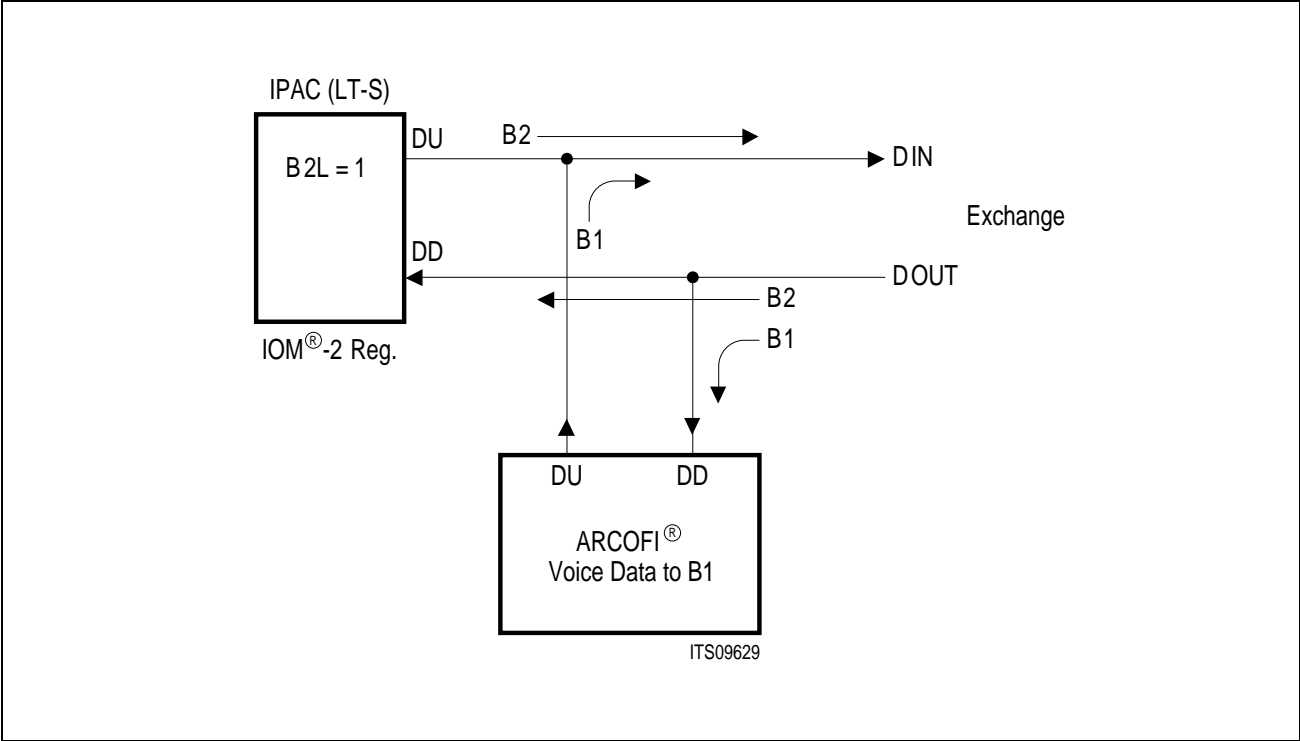 IPAC (LT-S)
DU
B2
DIN
B2L = 1
Exchange
B1
DD
DOUT
B2
B1
IOM®-2 Reg.
DU
DD
ARCOFI®
Voice Data to B1
ITS09629